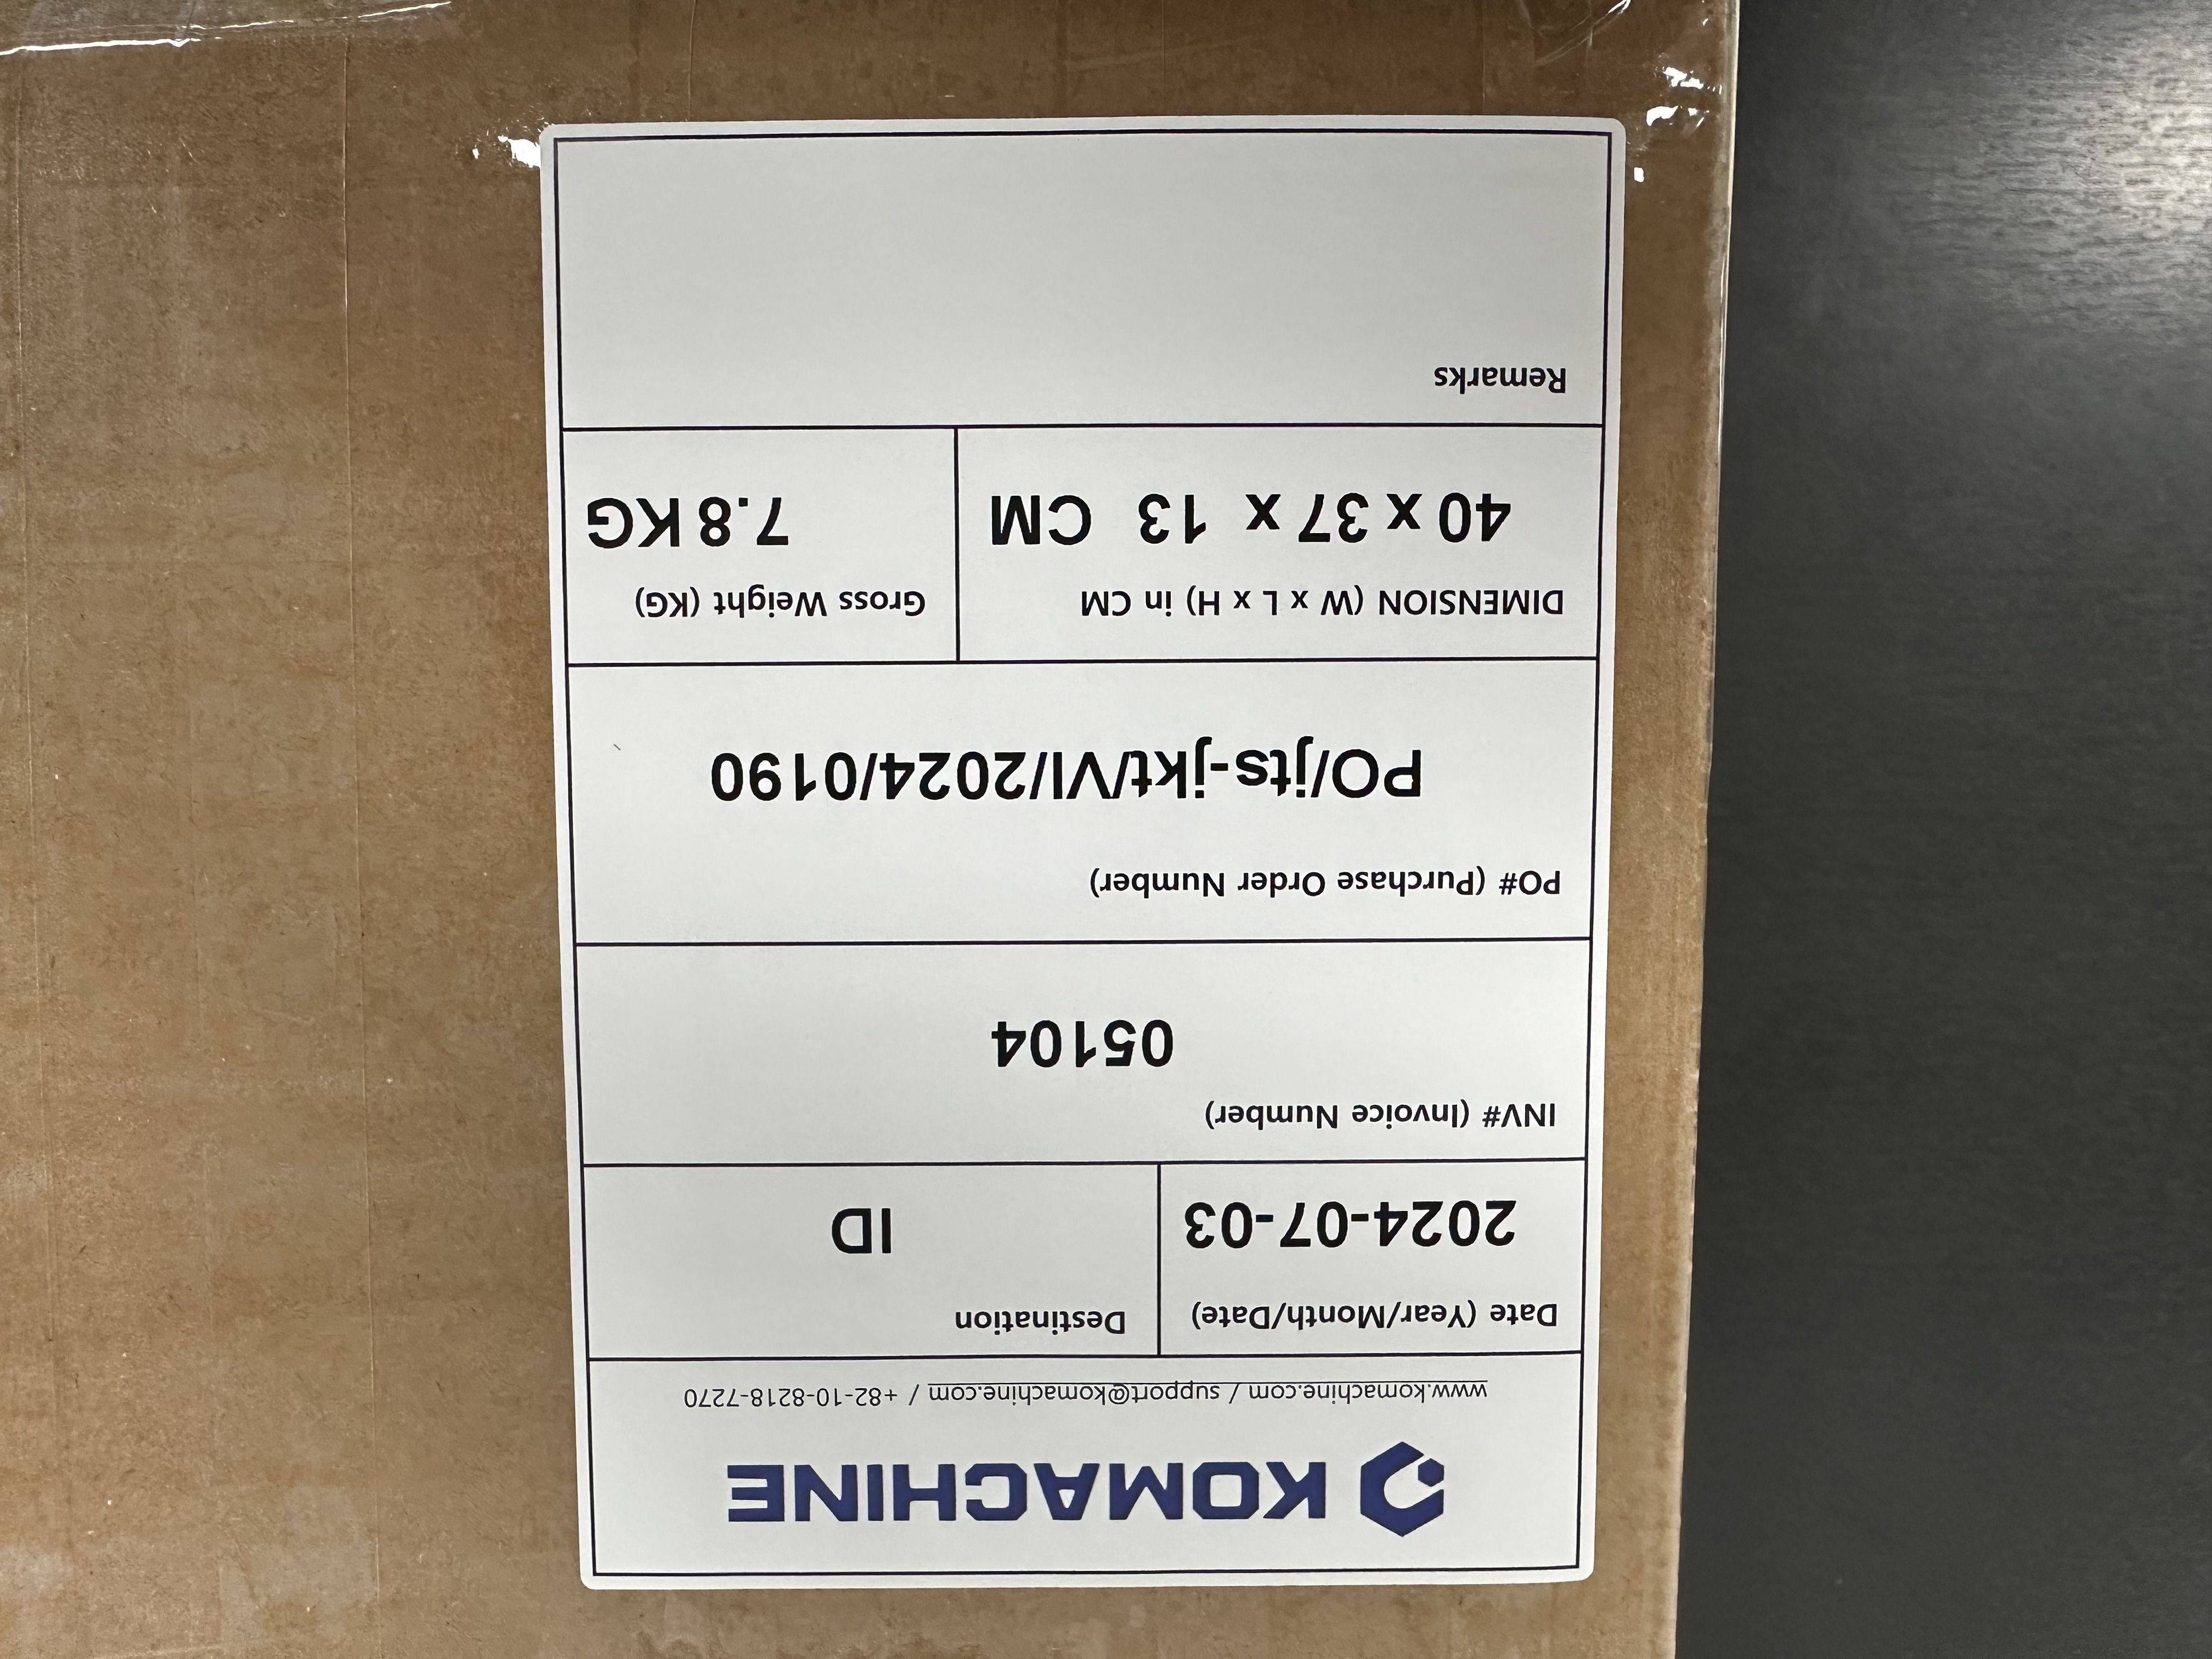 KOMACHINE
www.komachine.com / support@komachine.com / +82-10-8218-7270
Date (Year/Month/Date)
2024-07-03
Destination
ID
INV# (Invoice Number)
05104
PO# (Purchase Order Number)
PO/jts-jkt/VI/2024/0190
DIMENSION (W x L x H) in CM
40 x 37 x 13 CM
Gross Weight (KG)
7.8 KG
Remarks